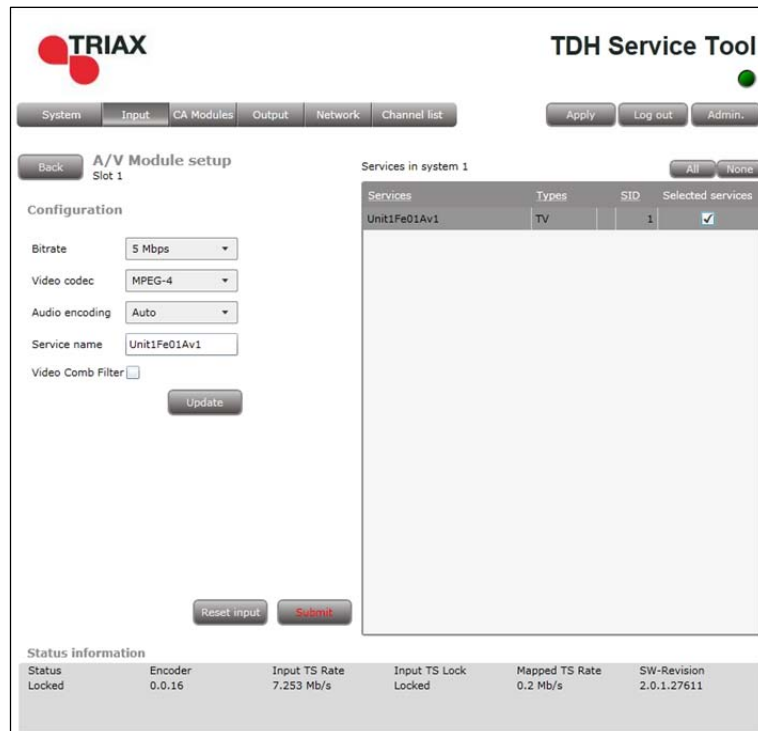 TRIAX
TDH Service Tool
System Input CA Modules Output Network Channel list Apply Log out Admin.
Back A/V Module setup
Slot 1
Services in system 1 All None
Configuration
Services Types SID Selected services
Unit1Fe01Av1 TV 1
Bitrate 5 Mbps
Video codec MPEG-4
Audio encoding Auto
Service name Unit1Fe01Av1
Video Comb Filter
Update
Reset input Submit
Status information
Status Encoder Input TS Rate Input TS Lock Mapped TS Rate SW-Revision
Locked 0.0.16 7.253 Mb/s Locked 0.2 Mb/s 2.0.1.27611